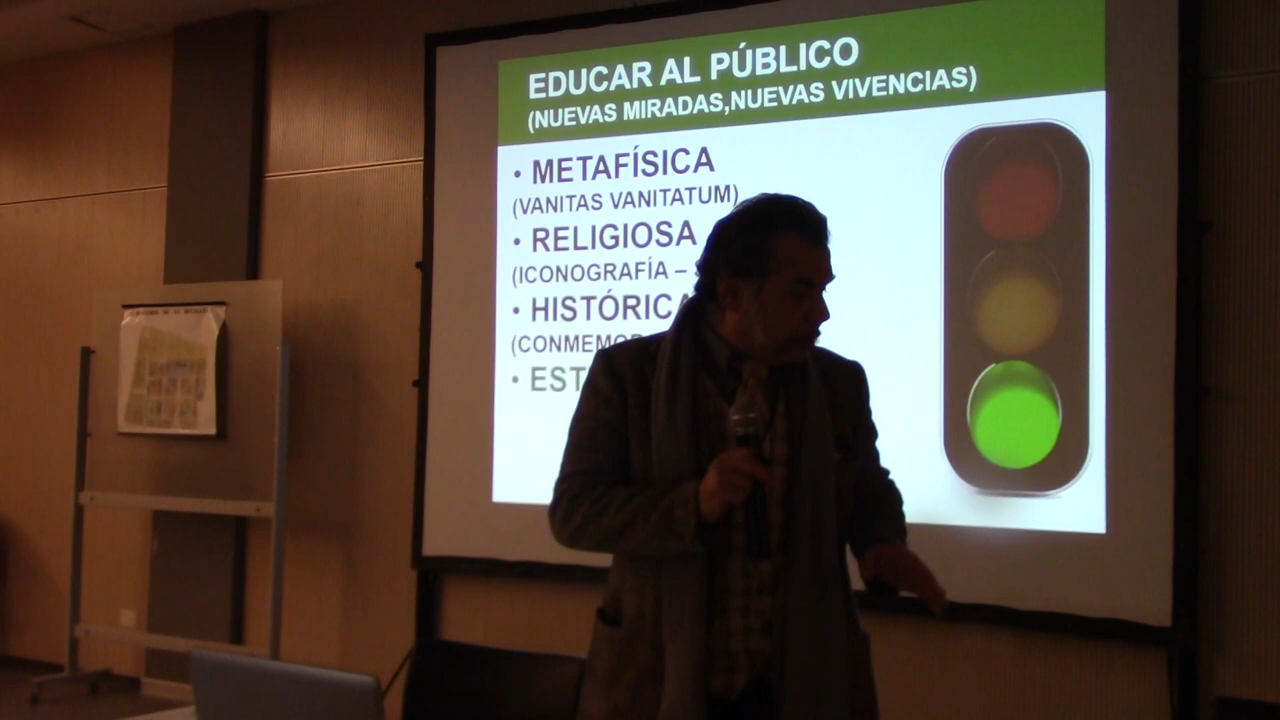 EDUCAR AL PÚBLICO
(NUEVAS MIRADAS,NUEVAS VIVENCIAS)
• METAFÍSICA
(VANITAS VANITATUM)
• RELIGIOSA
(ICONOGRAFÍA –
• HISTÓRICA